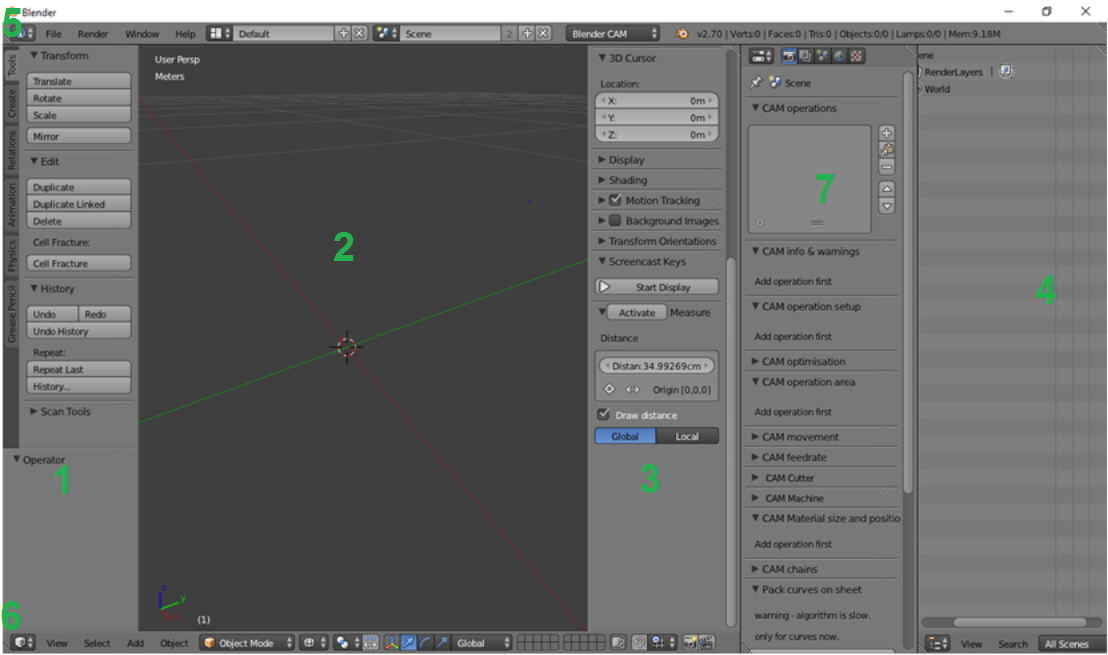 Blender
5
File Render Window Help Default Scene 2 Blender CAM v2.70 | Verts:0 | Faces:0 | Tris:0 | Objects:0/0 | Lamps:0/0 | Mem:9.18M
Tools
Create
Relations
Animation
Physics
Grease Pencil
Transform
Translate
Rotate
Scale
Mirror
Edit
Duplicate
Duplicate Linked
Delete
Cell Fracture:
Cell Fracture
History
Undo Redo
Undo History
Repeat:
Repeat Last
History...
Scan Tools
Operator
1
User Persp
Meters
2
Z
Y
(1)
3D Cursor
Location:
X: 0m
Y: 0m
Z: 0m
Display
Shading
Motion Tracking
Background Images
Transform Orientations
Screencast Keys
Start Display
Activate Measure
Distance
Distan:34.99269cm
Origin [0,0,0]
Draw distance
Global Local
3
Scene
CAM operations
7
CAM info & warnings
Add operation first
CAM operation setup
Add operation first
CAM optimisation
CAM operation area
Add operation first
CAM movement
CAM feedrate
CAM Cutter
CAM Machine
CAM Material size and positio
Add operation first
CAM chains
Pack curves on sheet
warning - algorithm is slow.
only for curves now.
ene
RenderLayers |
World
4
6
View Select Add Object Object Mode Global
View Search All Scenes